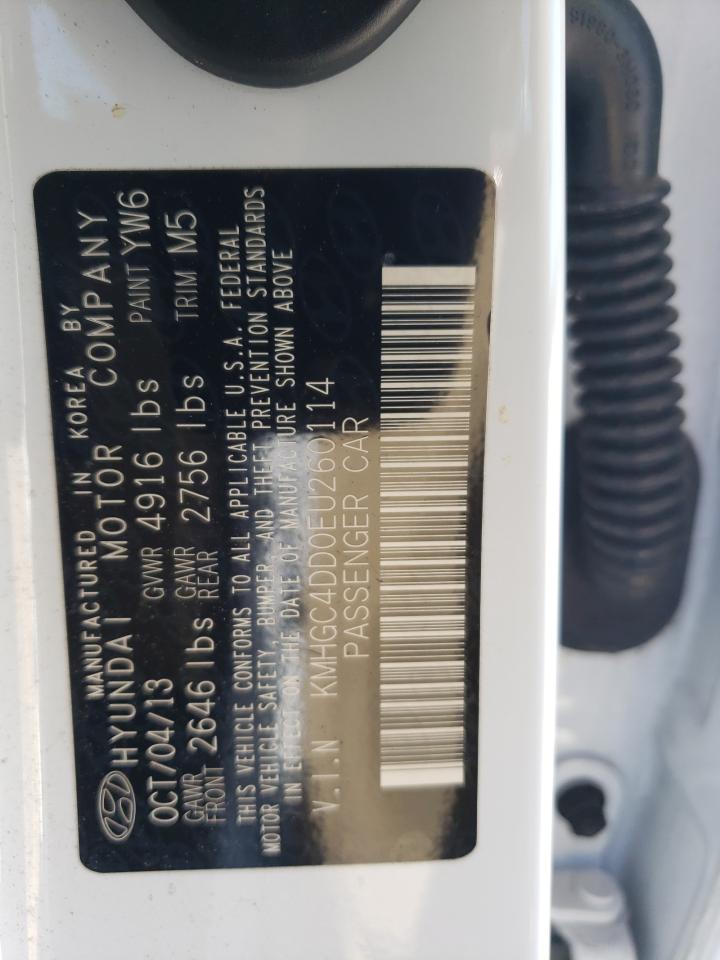 MANUFACTURED IN KOREA BY
HYUNDAI MOTOR COMPANY
OCT/04/13 GVWR 4916 lbs PAINT YW6
GAWR FRONT 2646 lbs GAWR REAR 2756 lbs TRIM M5
THIS VEHICLE CONFORMS TO ALL APPLICABLE U.S.A. FEDERAL
MOTOR VEHICLE SAFETY, BUMPER, AND THEFT PREVENTION STANDARDS
IN EFFECT ON THE DATE OF MANUFACTURE SHOWN ABOVE
V.I.N KMHGC4DD0EU260114
PASSENGER CAR